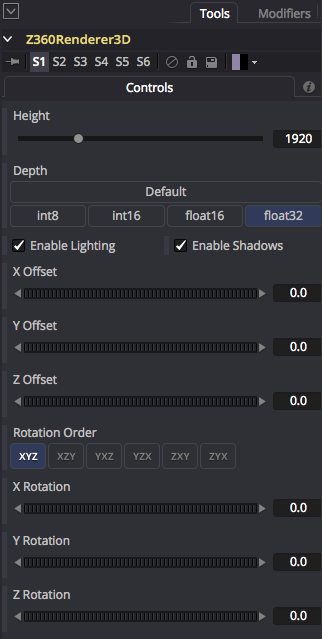 Tools Modifiers
Z360Renderer3D
S1 S2 S3 S4 S5 S6
Controls
Height
1920
Depth
Default
int8 int16 float16 float32
Enable Lighting Enable Shadows
X Offset
0.0
Y Offset
0.0
Z Offset
0.0
Rotation Order
XYZ XZY YXZ YZX ZXY ZYX
X Rotation
0.0
Y Rotation
0.0
Z Rotation
0.0